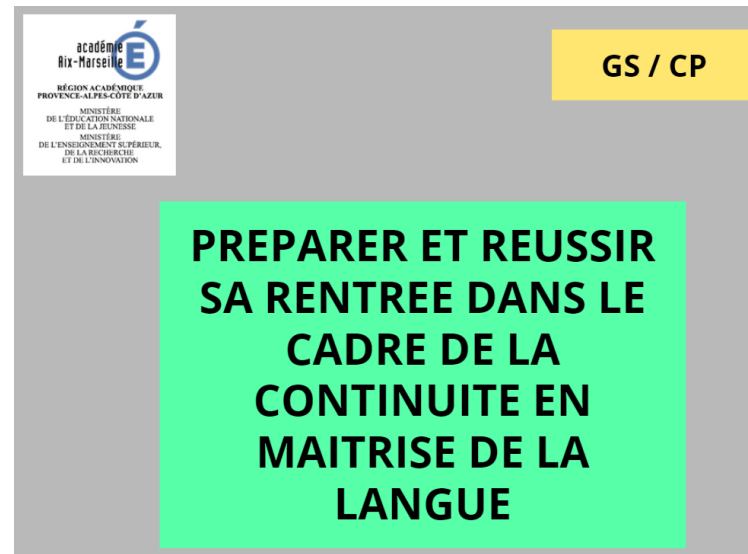 académie
Aix-Marseille
RÉGION ACADÉMIQUE
PROVENCE-ALPES-CÔTE D'AZUR
MINISTÈRE
DE L'ÉDUCATION NATIONALE
ET DE LA JEUNESSE
MINISTÈRE
DE L'ENSEIGNEMENT SUPÉRIEUR,
DE LA RECHERCHE
ET DE L'INNOVATION
GS / CP
PREPARER ET REUSSIR
SA RENTREE DANS LE
CADRE DE LA
CONTINUITE EN
MAITRISE DE LA
LANGUE